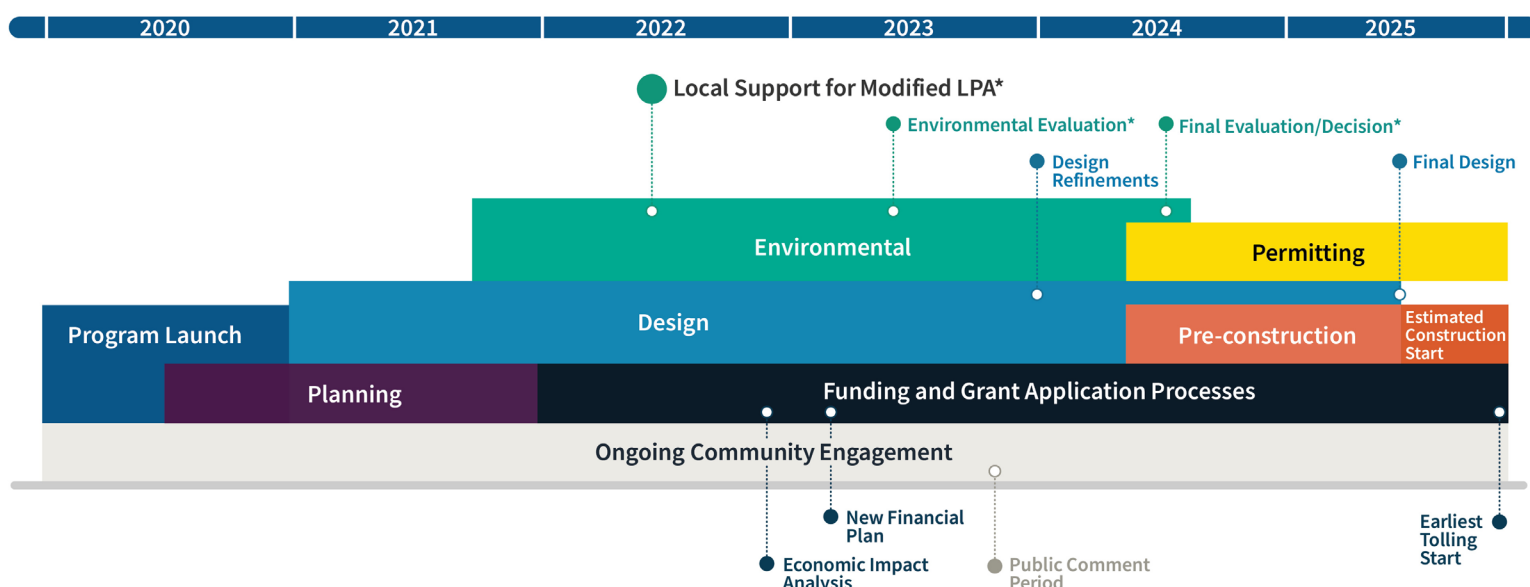 2020 2021 2022 2023 2024 2025
Local Support for Modified LPA*
Environmental Evaluation*
Final Evaluation/Decision*
Design
Refinements
Final Design
Environmental
Permitting
Program Launch
Design
Pre-construction
Estimated
Construction
Start
Planning
Funding and Grant Application Processes
Ongoing Community Engagement
New Financial
Plan
Earliest
Tolling
Start
Economic Impact
Analysis
Public Comment
Period